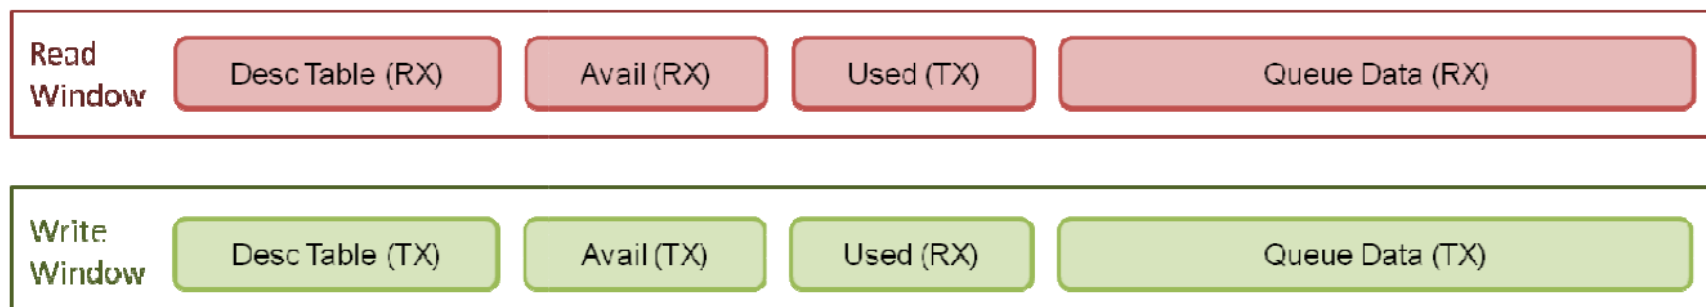 Read
Window
Desc Table (RX)
Avail (RX)
Used (TX)
Queue Data (RX)
Write
Window
Desc Table (TX)
Avail (TX)
Used (RX)
Queue Data (TX)